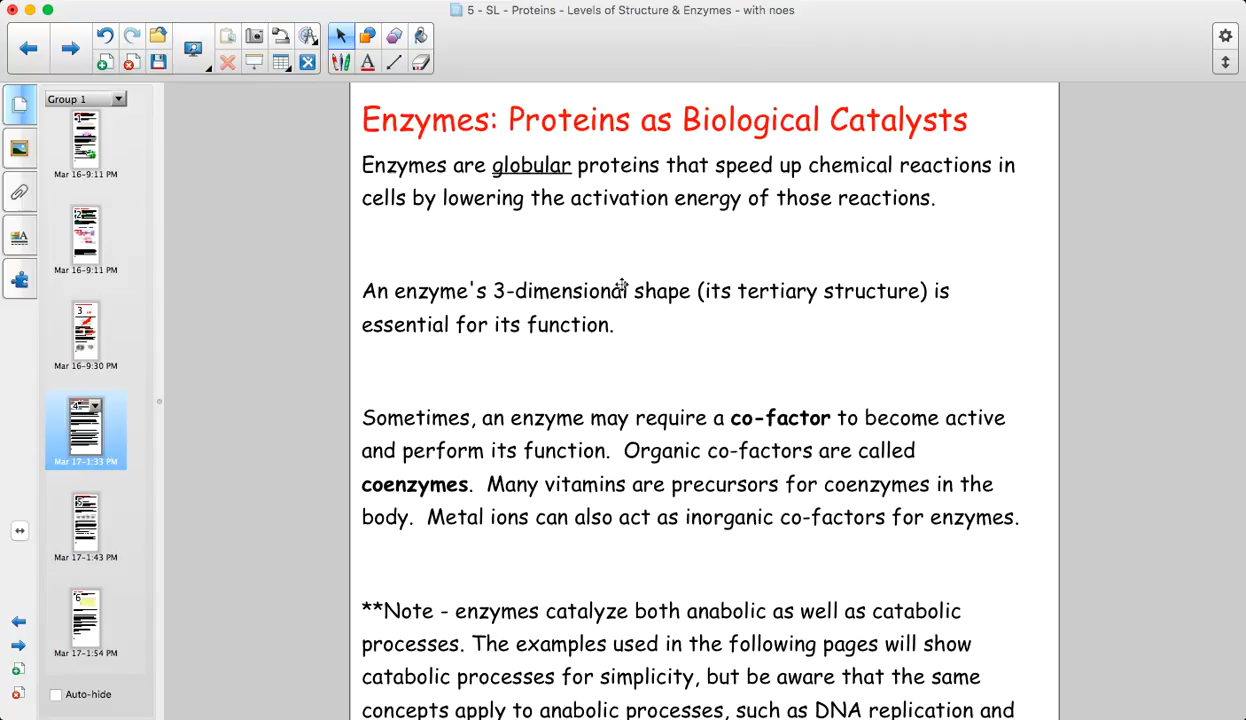 5 - SL - Proteins - Levels of Structure & Enzymes - with noes
Group 1
Mar 16-9:11 PM
Mar 16-9:11 PM
Mar 16-9:30 PM
Mar 17-1:33 PM
Mar 17-1:43 PM
Mar 17-1:54 PM
Auto-hide
Enzymes: Proteins as Biological Catalysts
Enzymes are globular proteins that speed up chemical reactions in
cells by lowering the activation energy of those reactions.
An enzyme's 3-dimensional shape (its tertiary structure) is
essential for its function.
Sometimes, an enzyme may require a co-factor to become active
and perform its function. Organic co-factors are called
coenzymes. Many vitamins are precursors for coenzymes in the
body. Metal ions can also act as inorganic co-factors for enzymes.
**Note - enzymes catalyze both anabolic as well as catabolic
processes. The examples used in the following pages will show
catabolic processes for simplicity, but be aware that the same
concepts apply to anabolic processes, such as DNA replication and